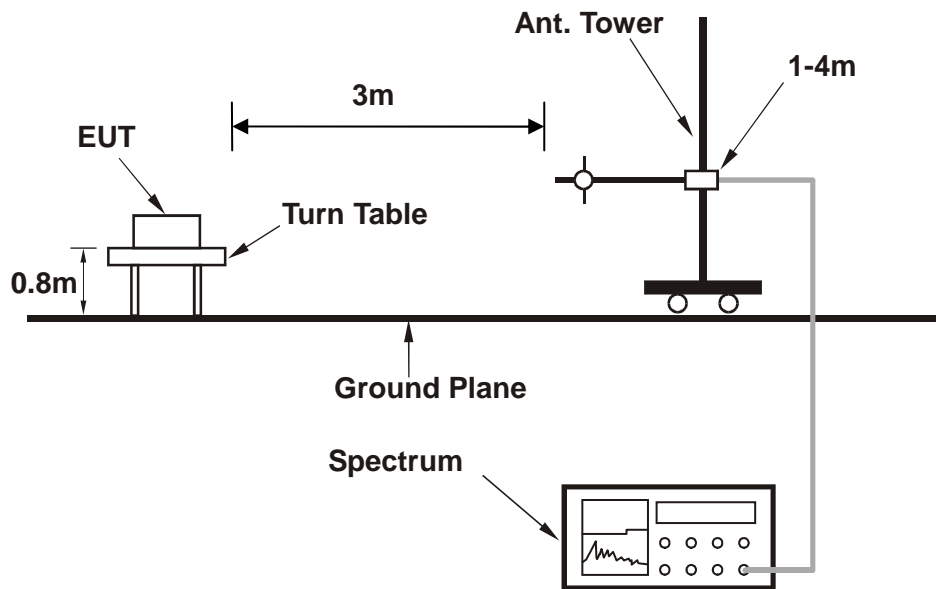 Ant. Tower
1-4m
3m
EUT
Turn Table
0.8m
Ground Plane
Spectrum